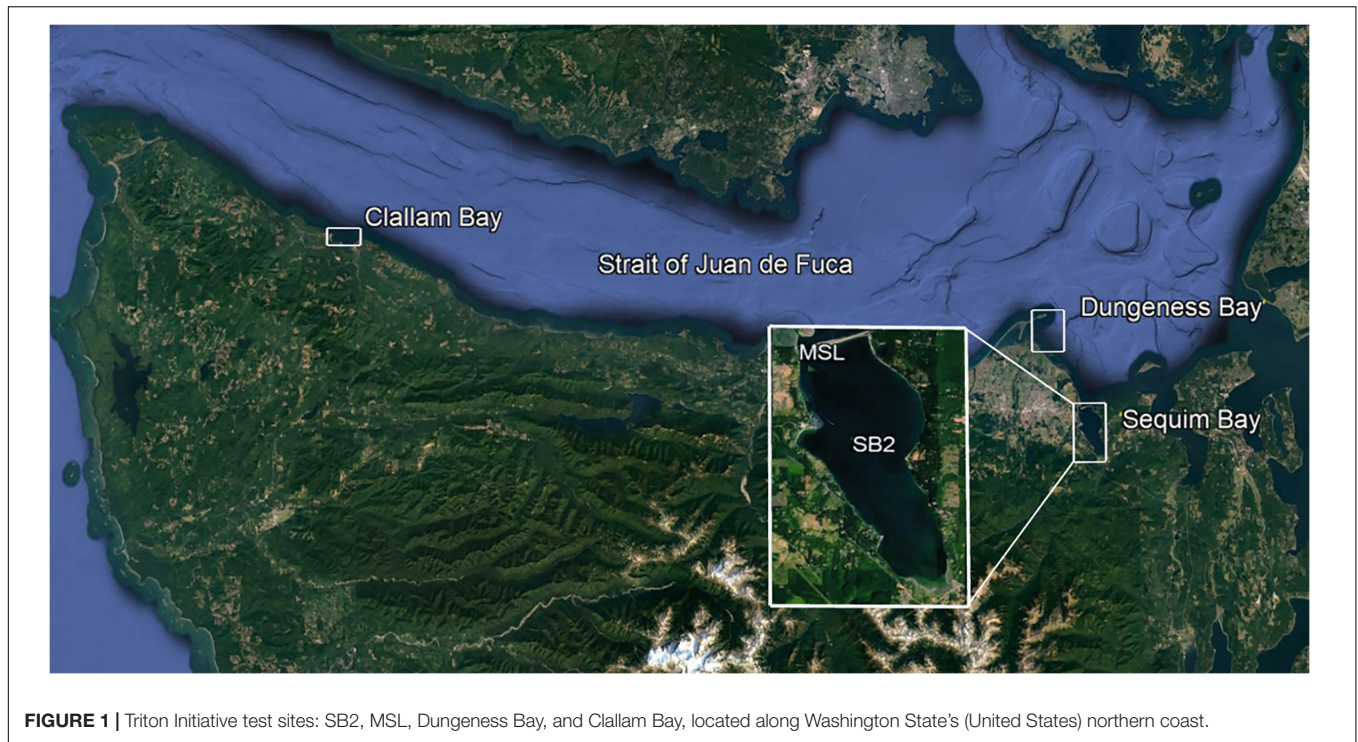 Clallam Bay
Strait of Juan de Fuca
Dungeness Bay
MSL
Sequim Bay
SB2
FIGURE 1 | Triton Initiative test sites: SB2, MSL, Dungeness Bay, and Clallam Bay, located along Washington State's (United States) northern coast.